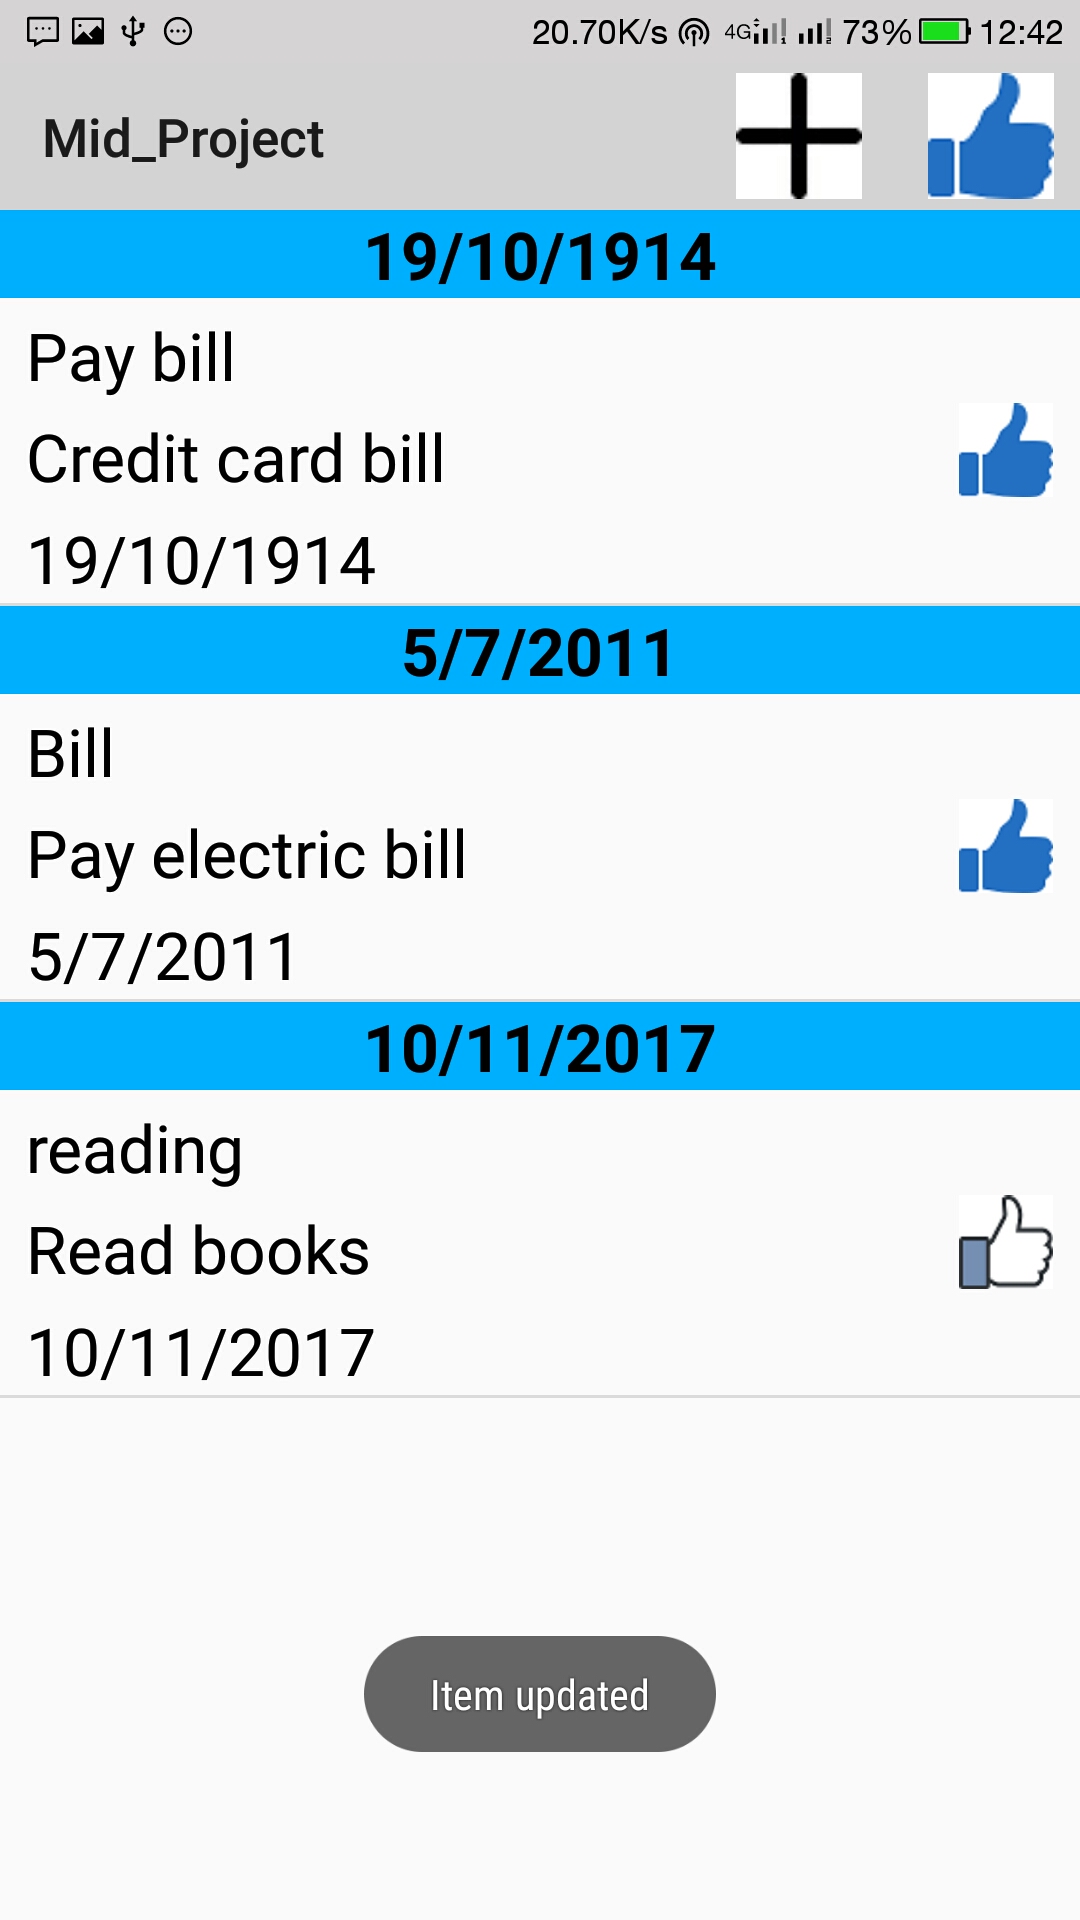 20.70K/s 4G 1 2 73% 12:42
Mid_Project
19/10/1914
Pay bill
Credit card bill
19/10/1914
5/7/2011
Bill
Pay electric bill
5/7/2011
10/11/2017
reading
Read books
10/11/2017
Item updated